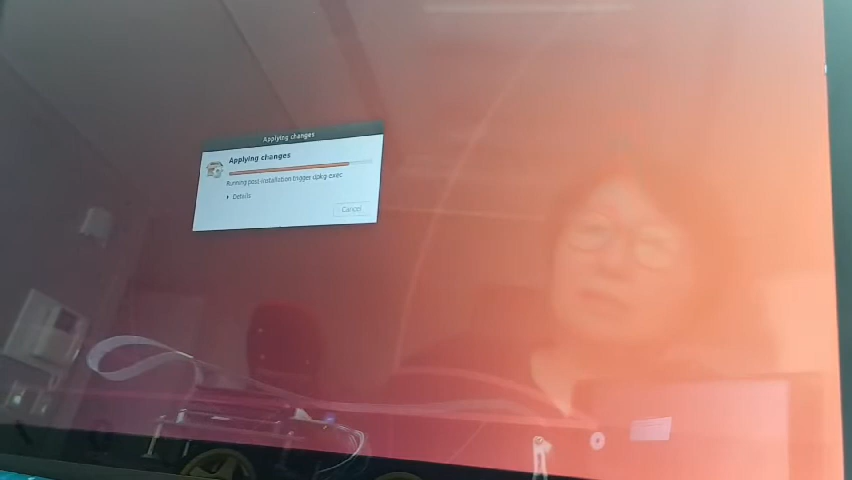 Applying changes
Applying changes
Running post-installation trigger dpkg-exec
Details
Cancel